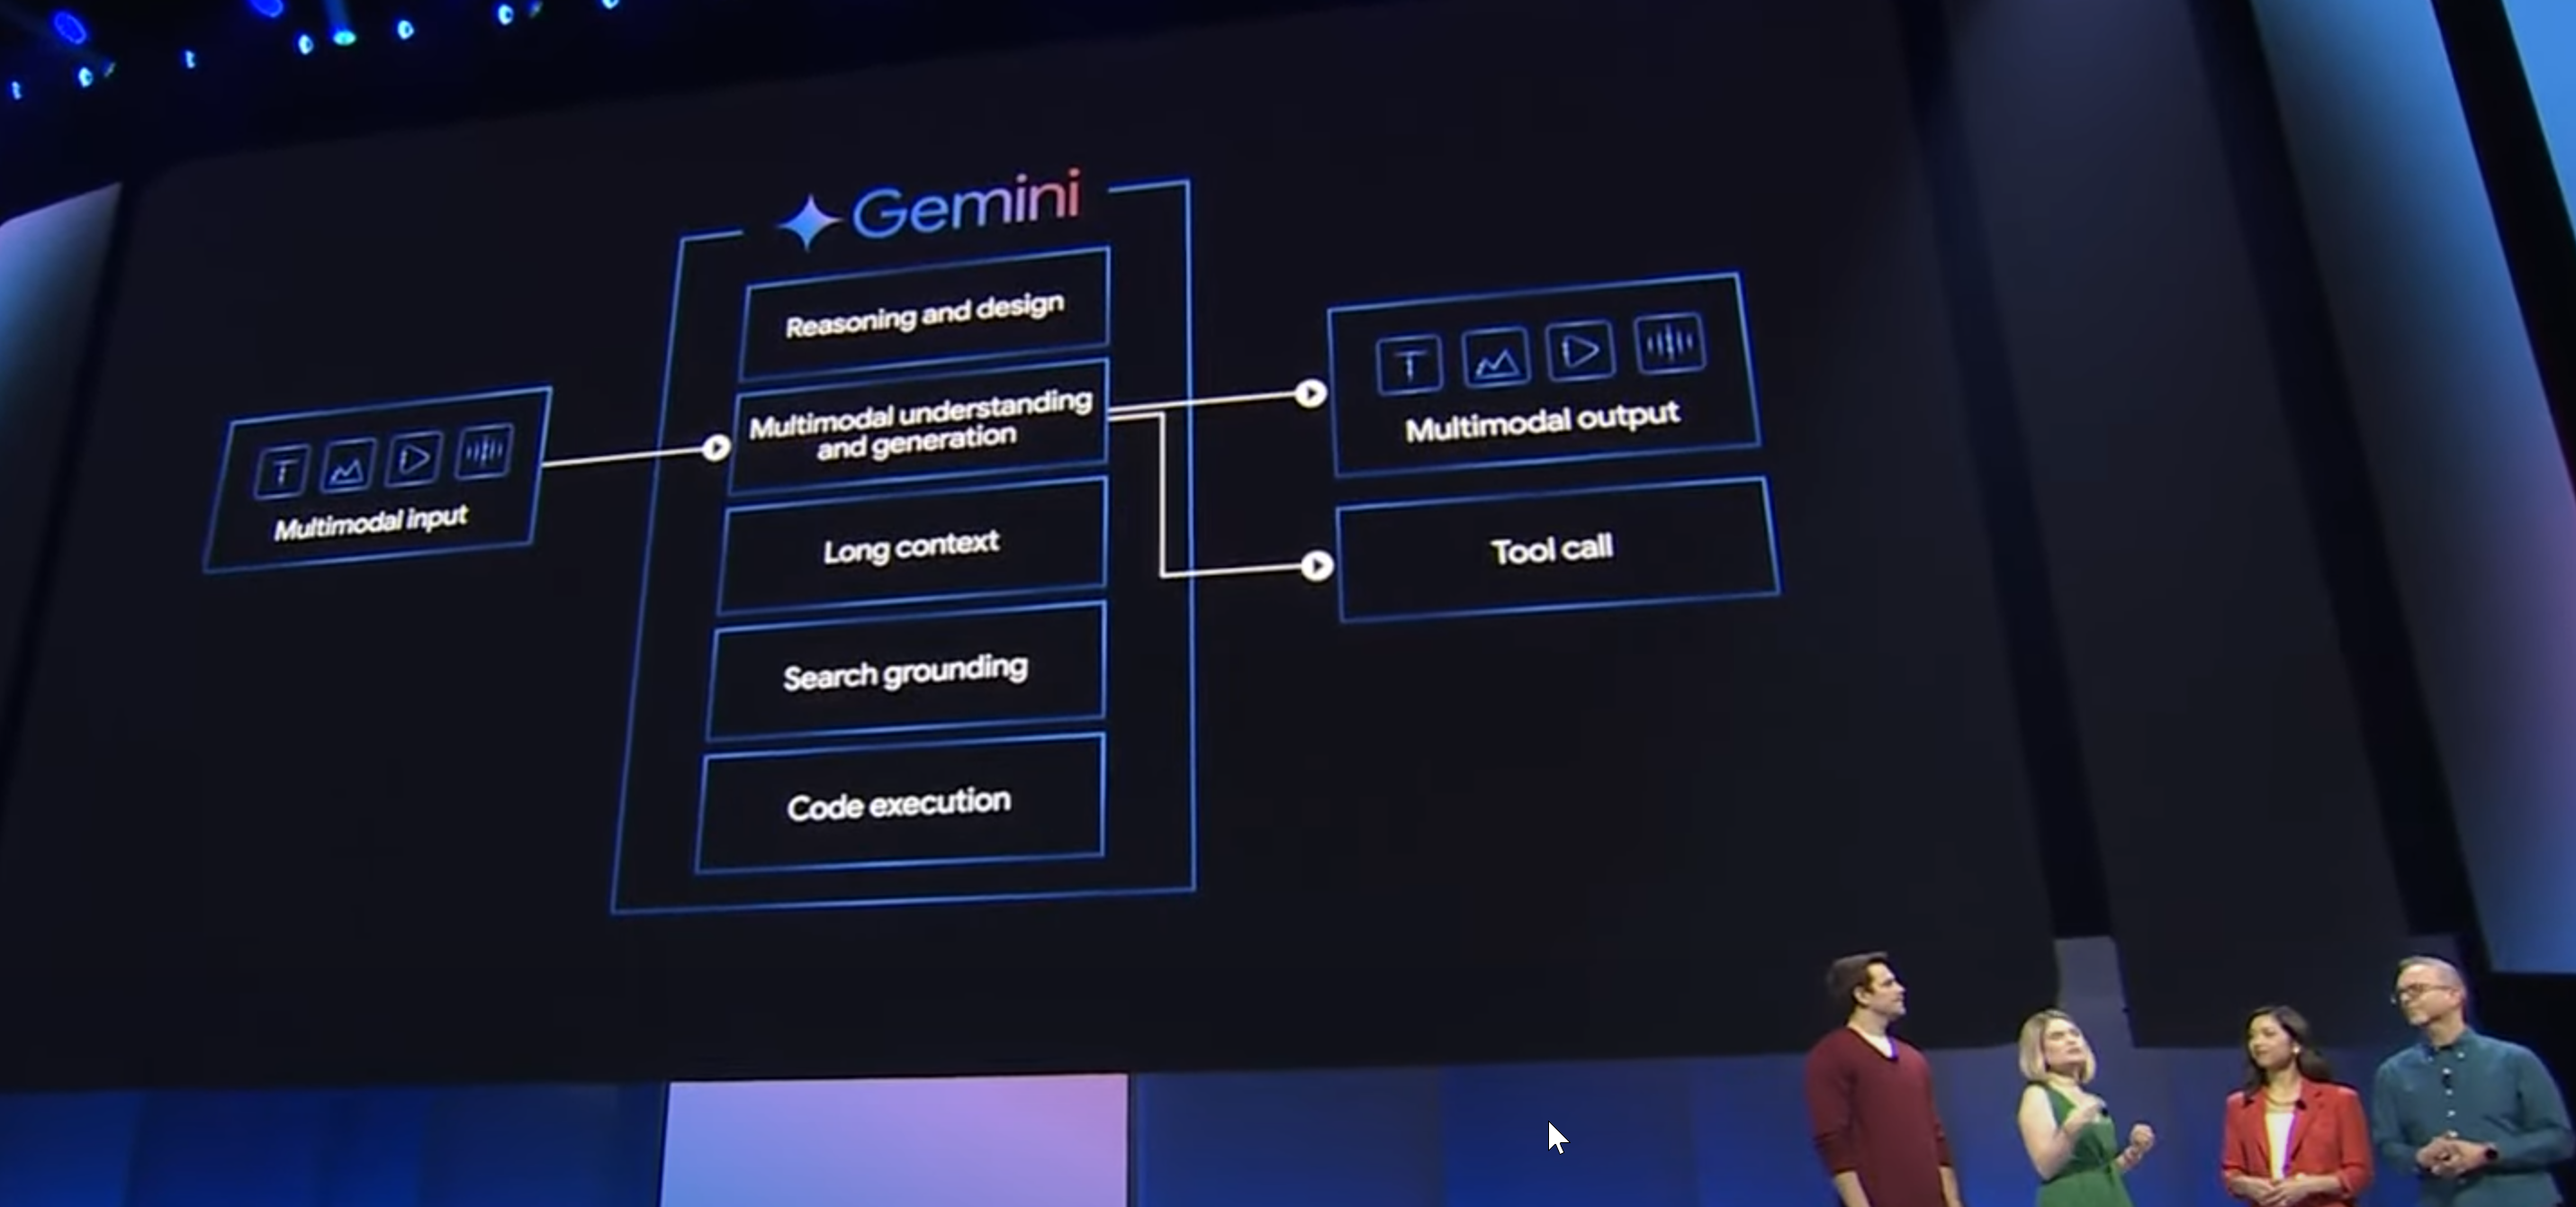 Gemini
Reasoning and design
Multimodal understanding
and generation
Long context
Search grounding
Code execution
T
Multimodal input
T
Multimodal output
Tool call